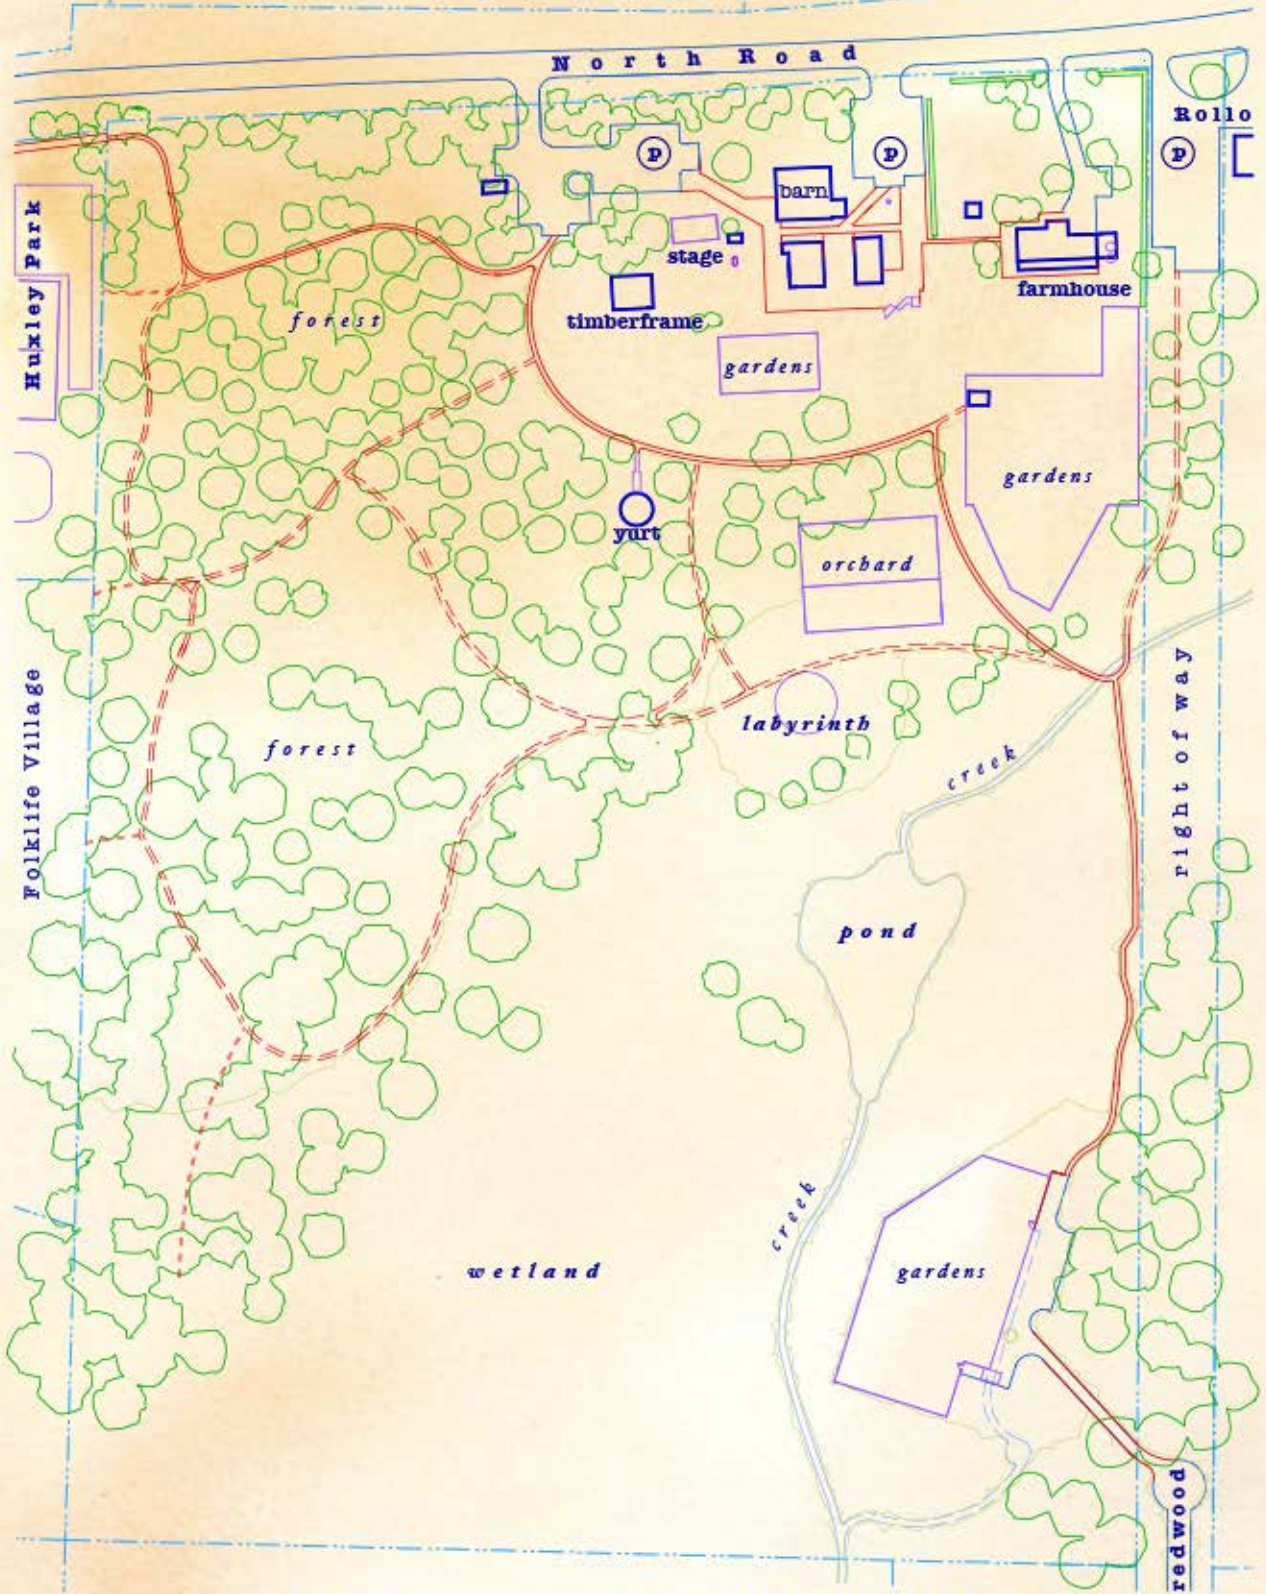 North Road
Rollo
p
p
p
barn
Huxley Park
stage
farmhouse
forest
timberframe
gardens
gardens
yurt
orchard
Folklife Village
right of way
labyrinth
forest
creek
pond
creek
wetland
gardens
redwood